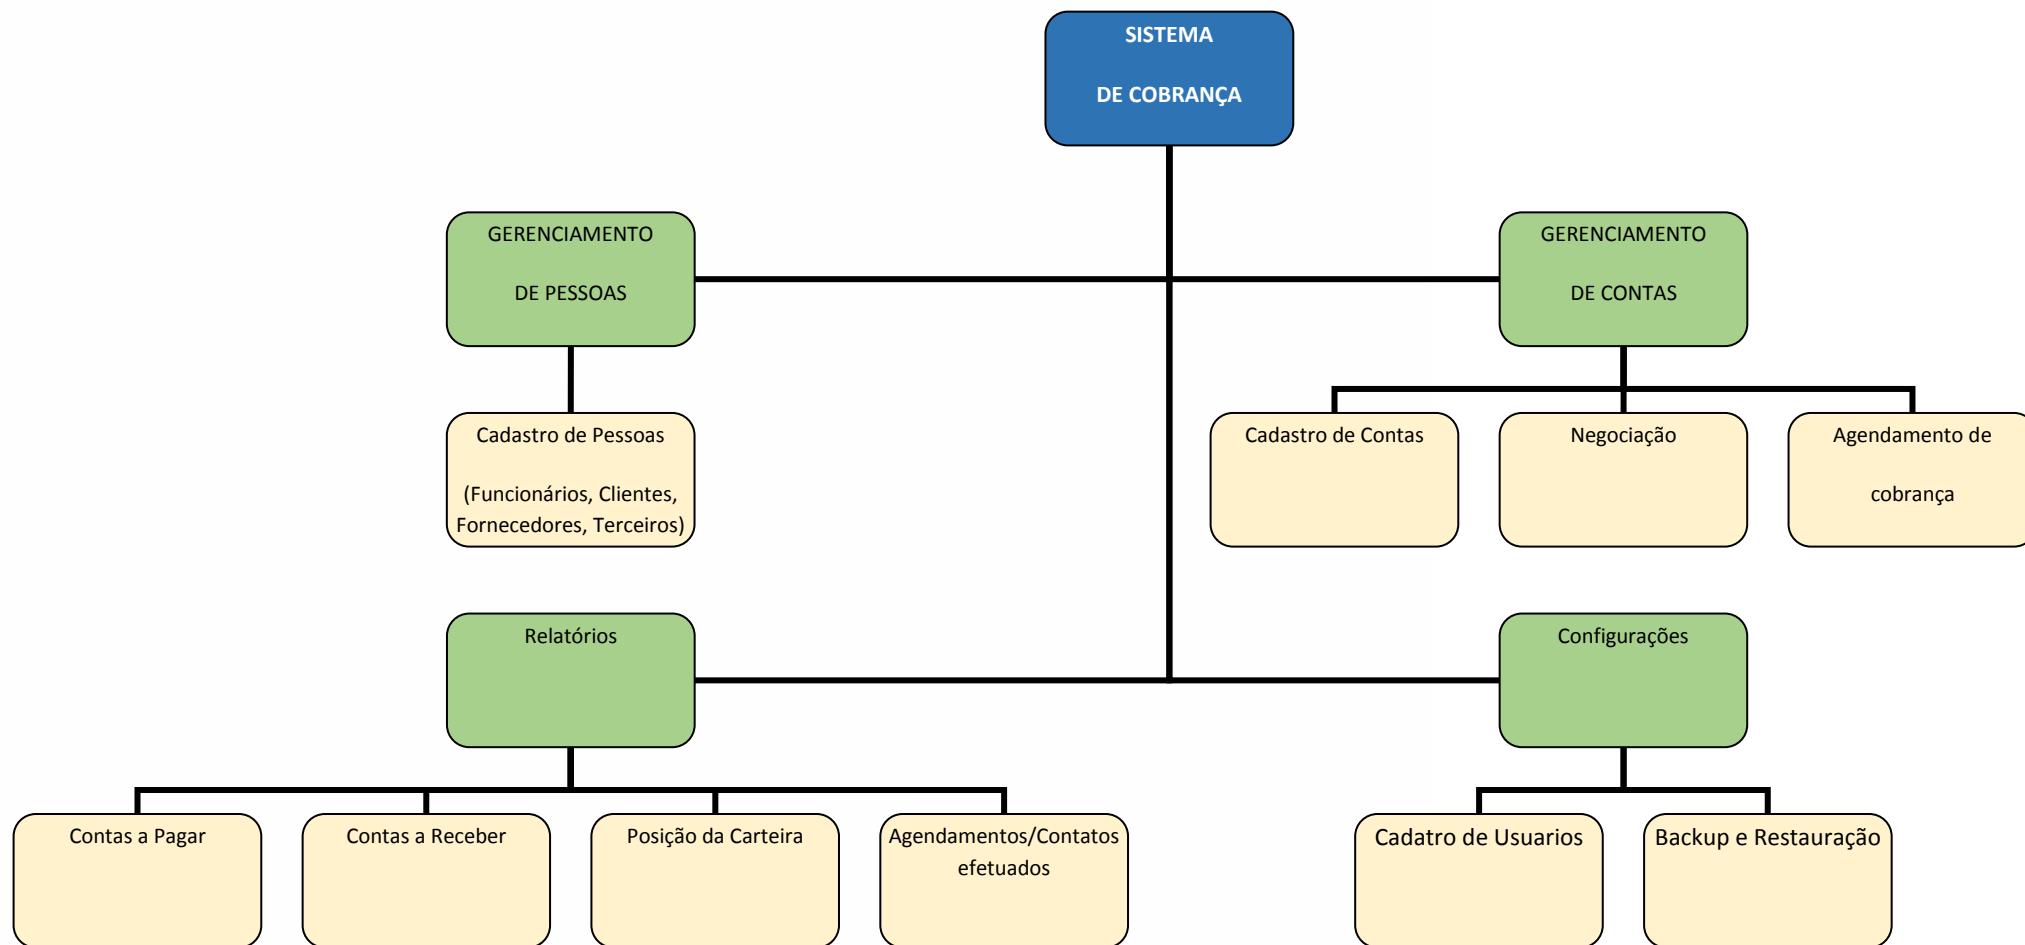 SISTEMA
DE COBRANÇA
GERENCIAMENTO
DE PESSOAS
GERENCIAMENTO
DE CONTAS
Cadastro de Pessoas
(Funcionários, Clientes,
Fornecedores, Terceiros)
Cadastro de Contas
Negociação
Agendamento de
cobrança
Relatórios
Configurações
Contas a Pagar
Contas a Receber
Posição da Carteira
Agendamentos/Contatos
efetuados
Cadatro de Usuarios
Backup e Restauração